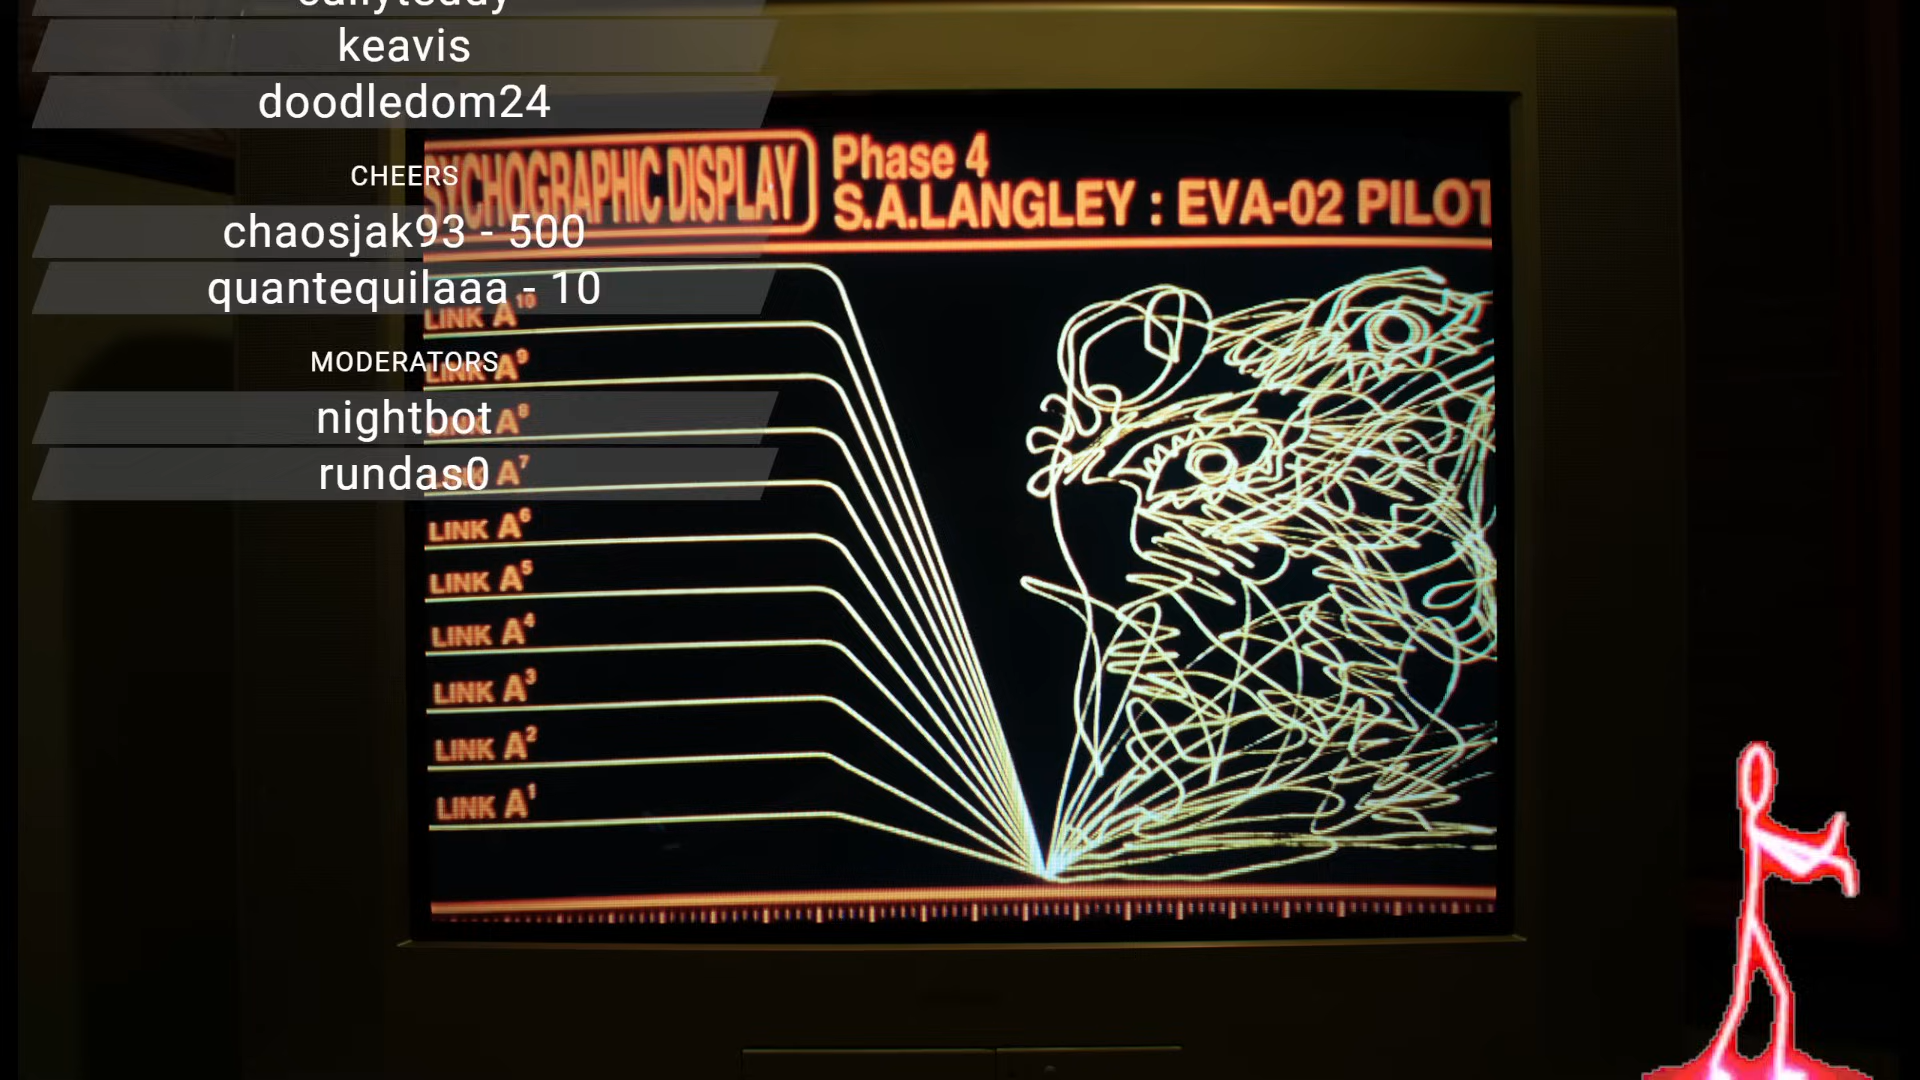 keavis
doodledom24
CHEERS
chaosjak93 - 500
quantequilaaa - 10
MODERATORS
nightbot
rundas0
SYCHOGRAPHIC DISPLAY
Phase 4
S.A.LANGLEY : EVA-02 PILOT
LINK A¹⁰
LINK A⁹
LINK A⁸
LINK A⁷
LINK A⁶
LINK A⁵
LINK A⁴
LINK A³
LINK A²
LINK A¹